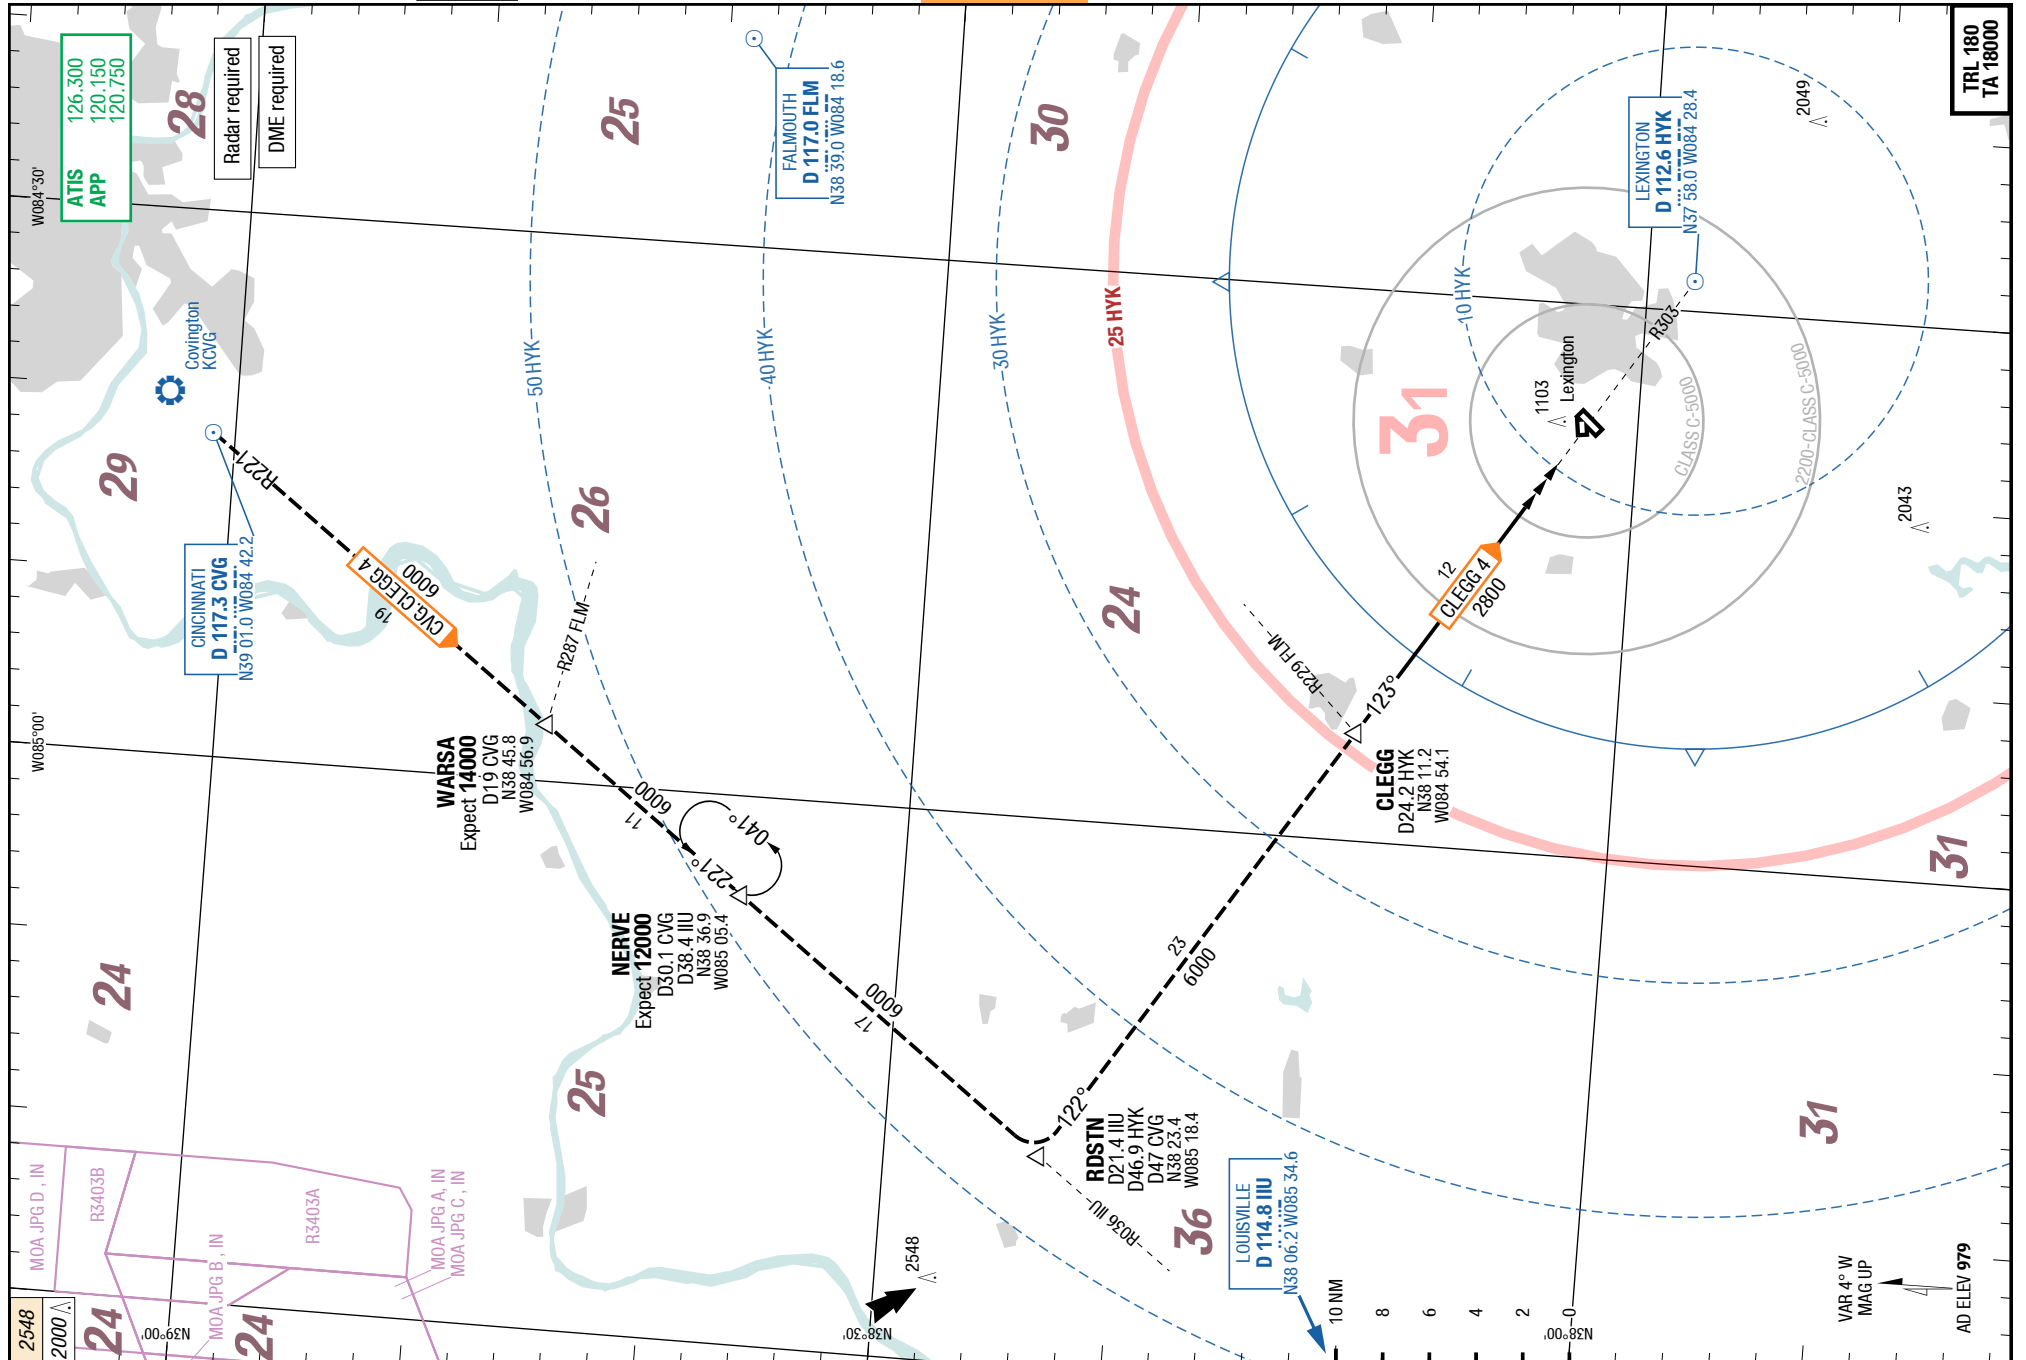 ATIS 126.300
APP 120.150
120.750
Radar required
DME required
TRL 180
TA 18000
W084°30'
W085°00'
28
25
30
29
26
24
24
25
31
31
31
36
24
24
Covington
KCVG
CINCINNATI
D 117.3 CVG
N39 01.0 W084 42.2
FALMOUTH
D 117.0 FLM
N38 39.0 W084 18.6
LEXINGTON
D 112.6 HYK
N37 58.0 W084 28.4
LOUISVILLE
D 114.8 IIU
N38 06.2 W085 34.6
R221
CVG.CLEGG 4
6000
19
R287 FLM
WARSA
Expect 14000
D19 CVG
N38 45.8
W084 56.9
6000
11
221°
041°
NERVE
Expect 12000
D30.1 CVG
D38.4 IIU
N38 36.9
W085 05.4
6000
17
RDSTN
D21.4 IIU
D46.9 HYK
D47 CVG
N38 23.4
W085 18.4
R036 IIU
122°
23
6000
R229 FLM
CLEGG
D24.2 HYK
N38 11.2
W084 54.1
123°
12
CLEGG 4
2800
R303
Lexington
1103
2049
2043
2548
CLASS C-5000
2200-CLASS C-5000
50 HYK
40 HYK
30 HYK
25 HYK
10 HYK
MOA JPG D , IN
R3403B
R3403A
MOA JPG B , IN
MOA JPG A, IN
MOA JPG C , IN
2548
2000
N39°00'
N38°30'
N38°00'
10 NM
8
6
4
2
0
VAR 4° W
MAG UP
AD ELEV 979